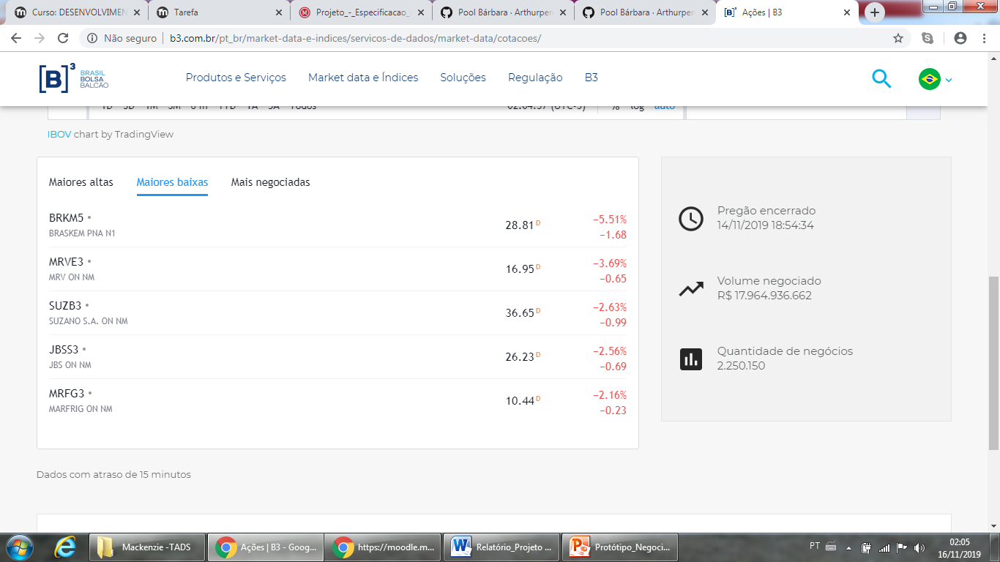 Curso: DESENVOLVIMEN
Tarefa
Projeto_-_Especificacao_
Pool Bárbara · Arthurper
Pool Bárbara · Arthurper
Ações | B3
Não seguro
b3.com.br/pt_br/market-data-e-indices/servicos-de-dados/market-data/cotacoes/
[B]³
BRASIL
BOLSA
BALCÃO
Produtos e Serviços
Market data e Índices
Soluções
Regulação
B3
1D 5D 1M 3M 6 m YTD 1A 5A Todos
02:04:57 (UTC-3)
% log auto
IBOV chart by TradingView
Maiores altas
Maiores baixas
Mais negociadas
BRKM5
BRASKEM PNA N1
28.81 D
−5.51%
−1.68
MRVE3
MRV ON NM
16.95 D
−3.69%
−0.65
SUZB3
SUZANO S.A. ON NM
36.65 D
−2.63%
−0.99
JBSS3
JBS ON NM
26.23 D
−2.56%
−0.69
MRFG3
MARFRIG ON NM
10.44 D
−2.16%
−0.23
Pregão encerrado
14/11/2019 18:54:34
Volume negociado
R$ 17.964.936.662
Quantidade de negócios
2.250.150
Dados com atraso de 15 minutos
Mackenzie -TADS
Ações | B3 - Goog...
https://moodle.m...
Relatório_Projeto ...
Protótipo_Negoci...
PT
02:05
16/11/2019